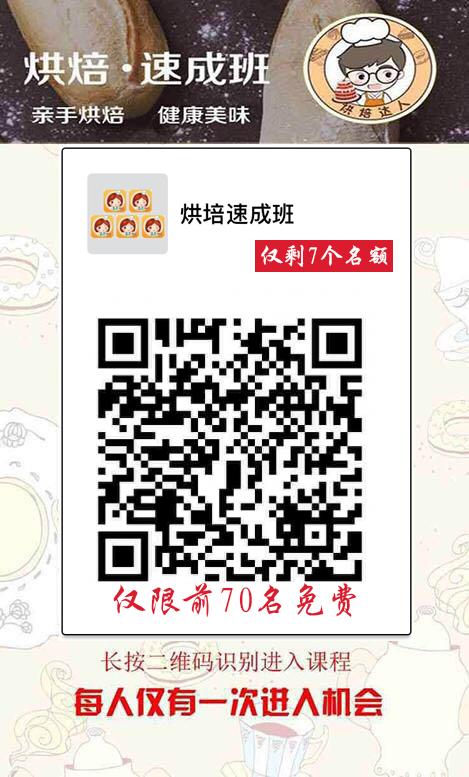 烘焙·速成班
亲手烘焙 健康美味
烘焙达人
烘培速成班
仅剩7个名额
仅限前70名免费
长按二维码识别进入课程
每人仅有一次进入机会